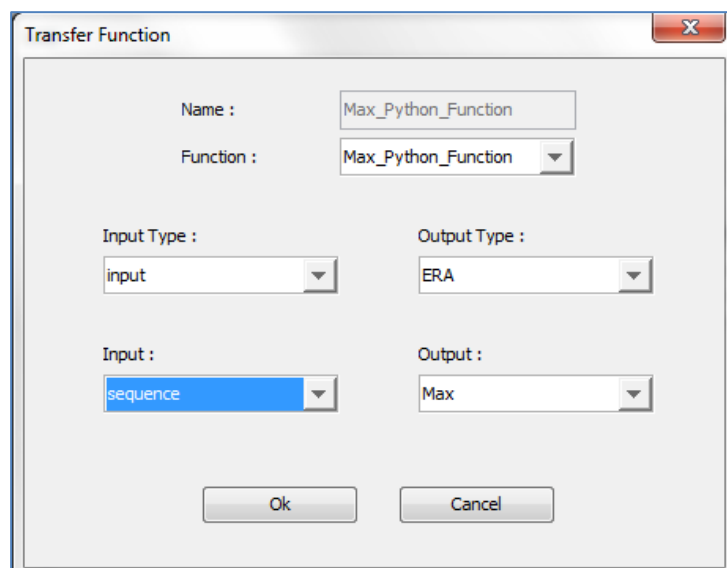 Transfer Function
Name : Max_Python_Function
Function : Max_Python_Function
Input Type : Output Type :
input ERA
Input : Output :
sequence Max
Ok Cancel